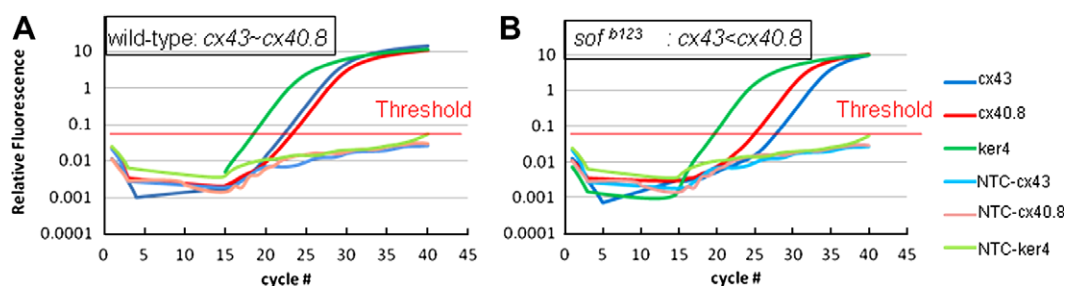 A
wild-type: cx43~cx40.8
Relative Fluorescence
10
1
0.1
0.01
0.001
0.0001
Threshold
0 5 10 15 20 25 30 35 40 45
cycle #
B
sof b123 : cx43<cx40.8
10
1
0.1
0.01
0.001
0.0001
Threshold
0 5 10 15 20 25 30 35 40 45
cycle #
cx43
cx40.8
ker4
NTC-cx43
NTC-cx40.8
NTC-ker4